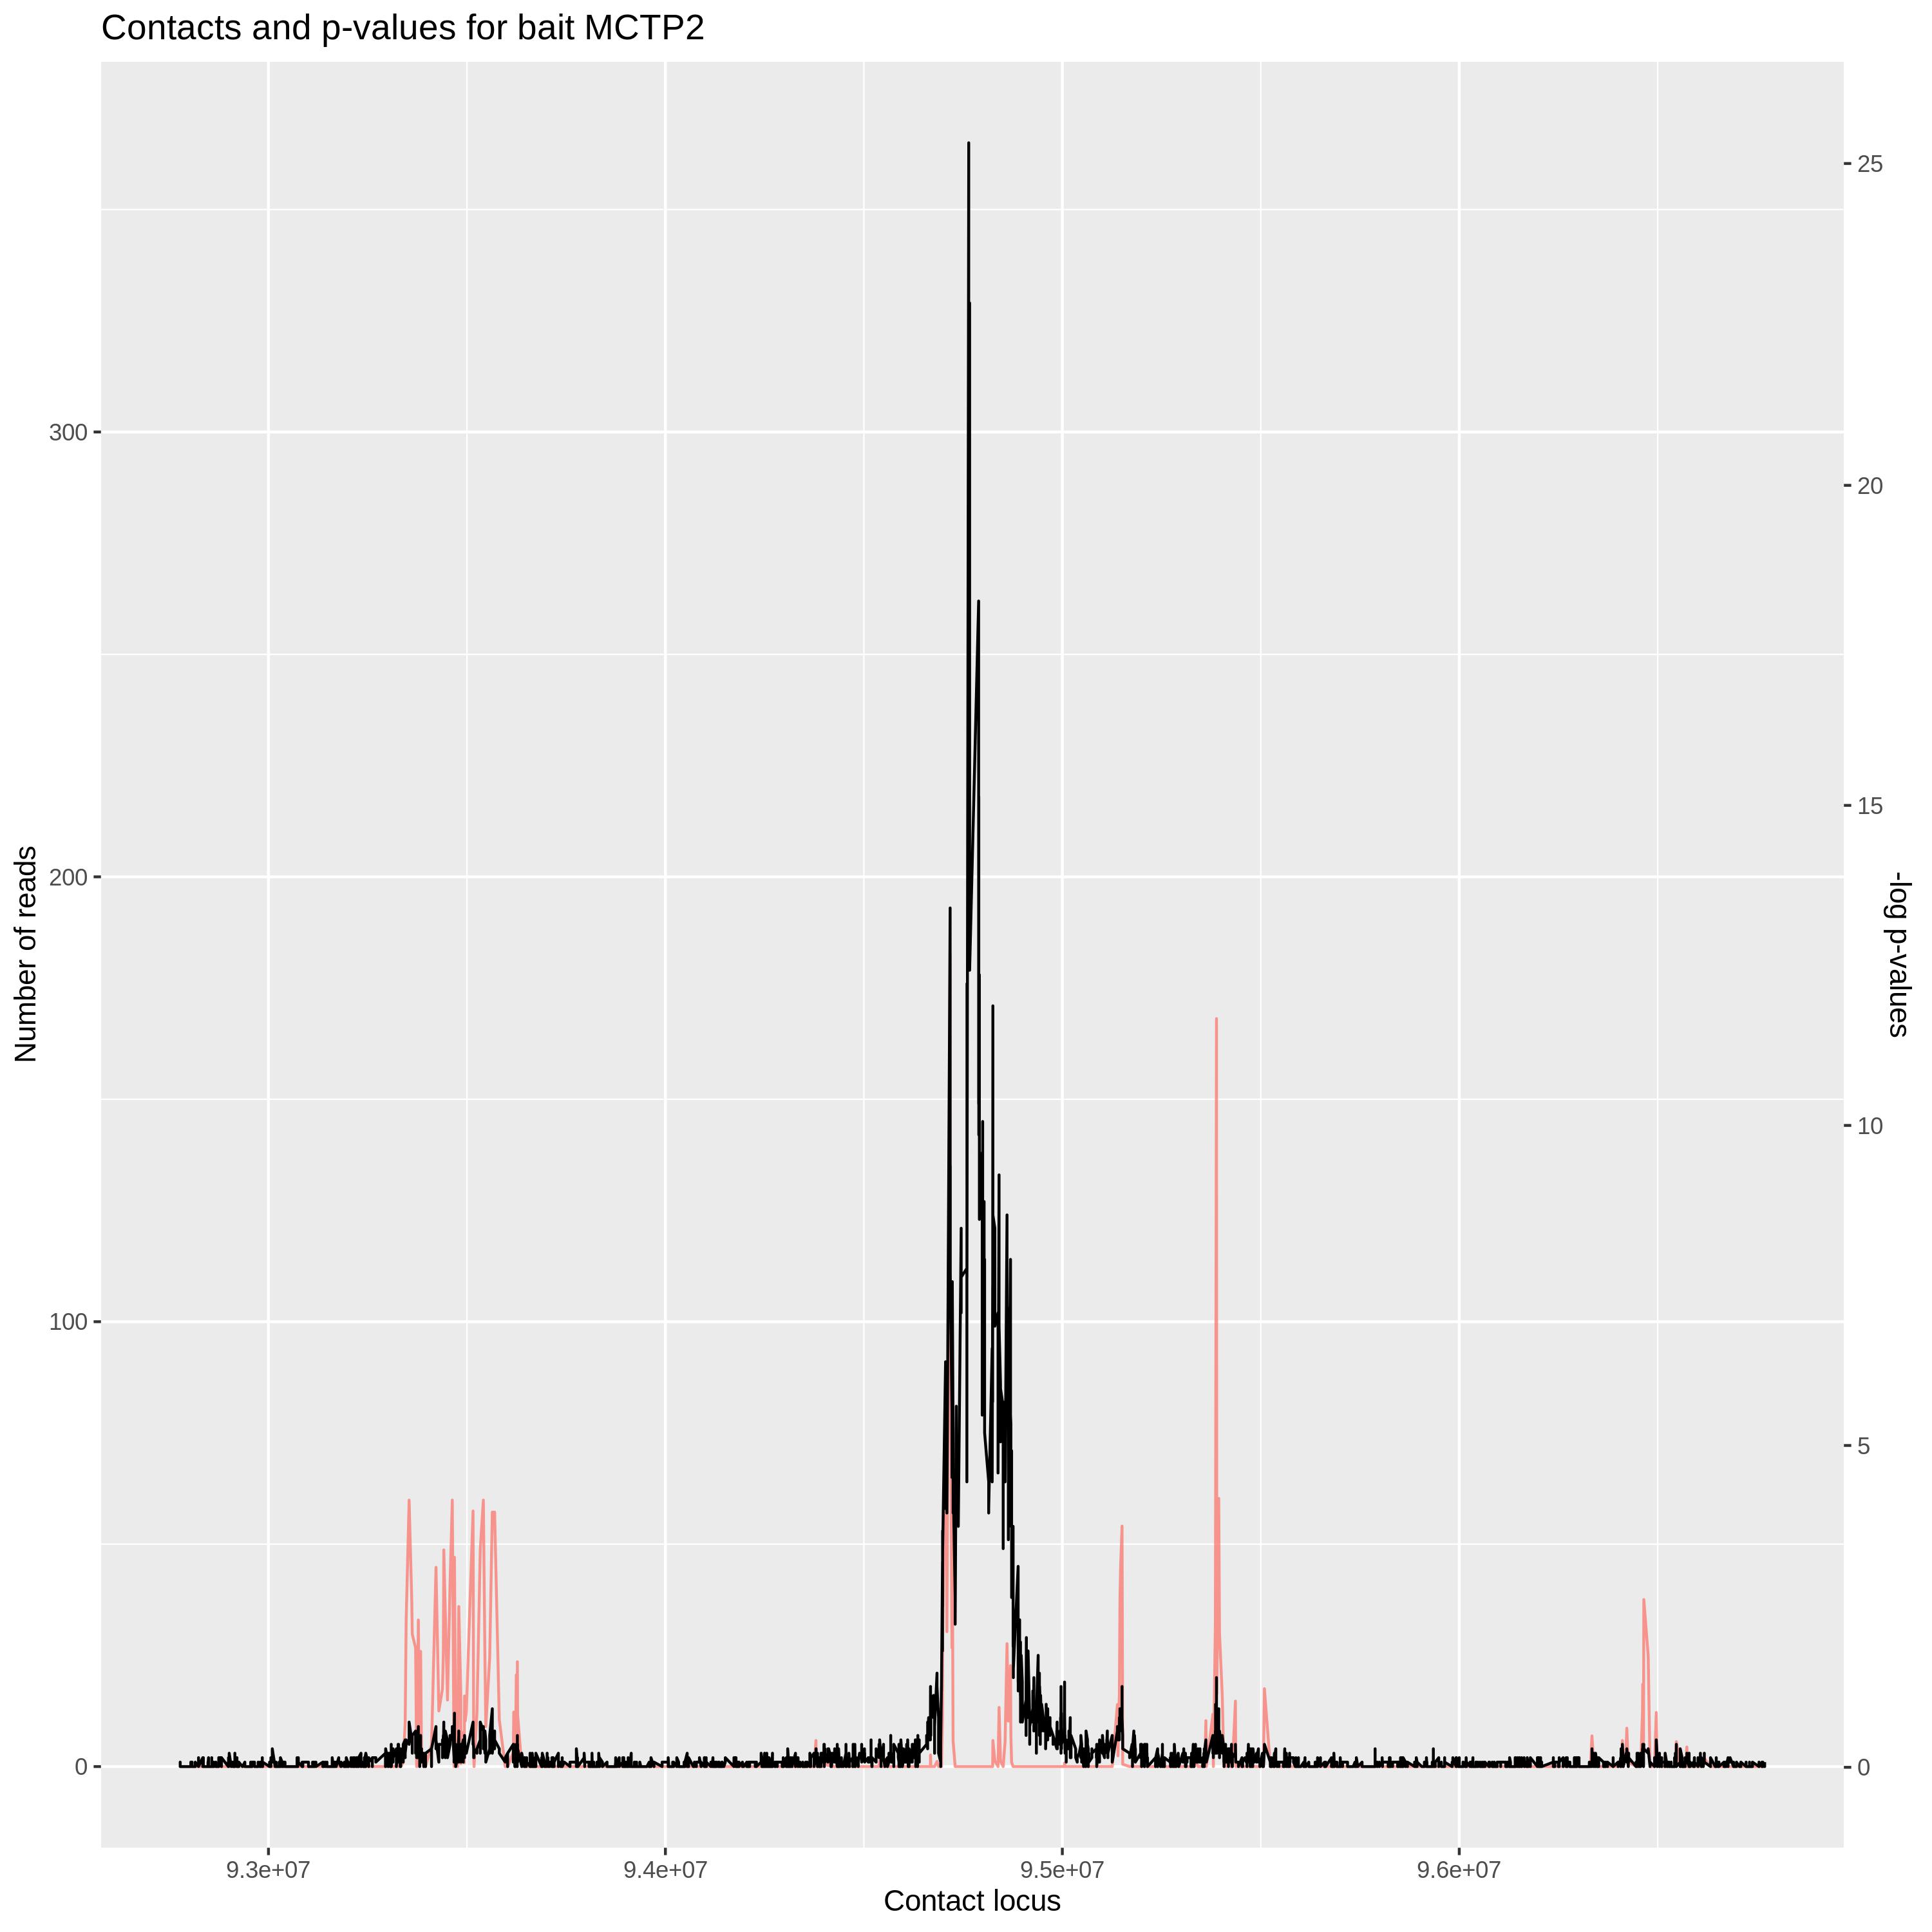 Contacts and p-values for bait MCTP2
Number of reads
300
200
100
0
25
20
15
10
5
0
-log p-values
9.3e+07
9.4e+07
9.5e+07
9.6e+07
Contact locus